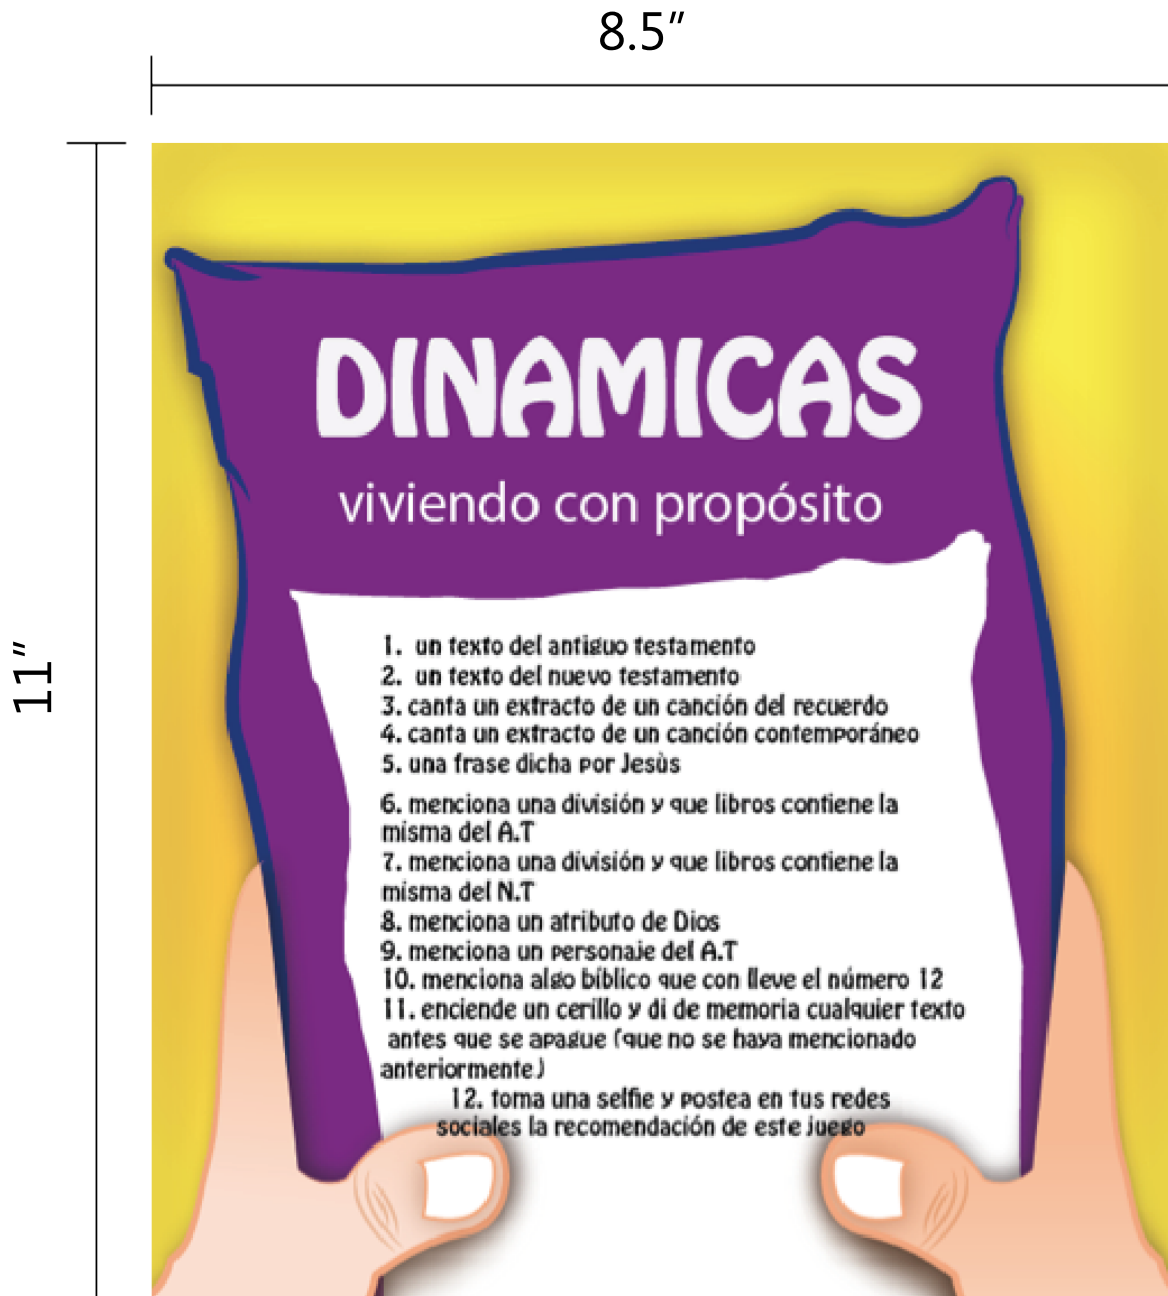 8.5″
11″
DINAMICAS
viviendo con propósito
1. un texto del antiguo testamento
2. un texto del nuevo testamento
3. canta un extracto de un canción del recuerdo
4. canta un extracto de un canción contemporáneo
5. una frase dicha por Jesùs
6. menciona una división y que libros contiene la
misma del A.T
7. menciona una división y que libros contiene la
misma del N.T
8. menciona un atributo de Dios
9. menciona un personaje del A.T
10. menciona algo bíblico que con lleve el número 12
11. enciende un cerillo y di de memoria cualquier texto
antes que se apague (que no se haya mencionado
anteriormente)
12. toma una selfie y postea en tus redes
sociales la recomendación de este juego